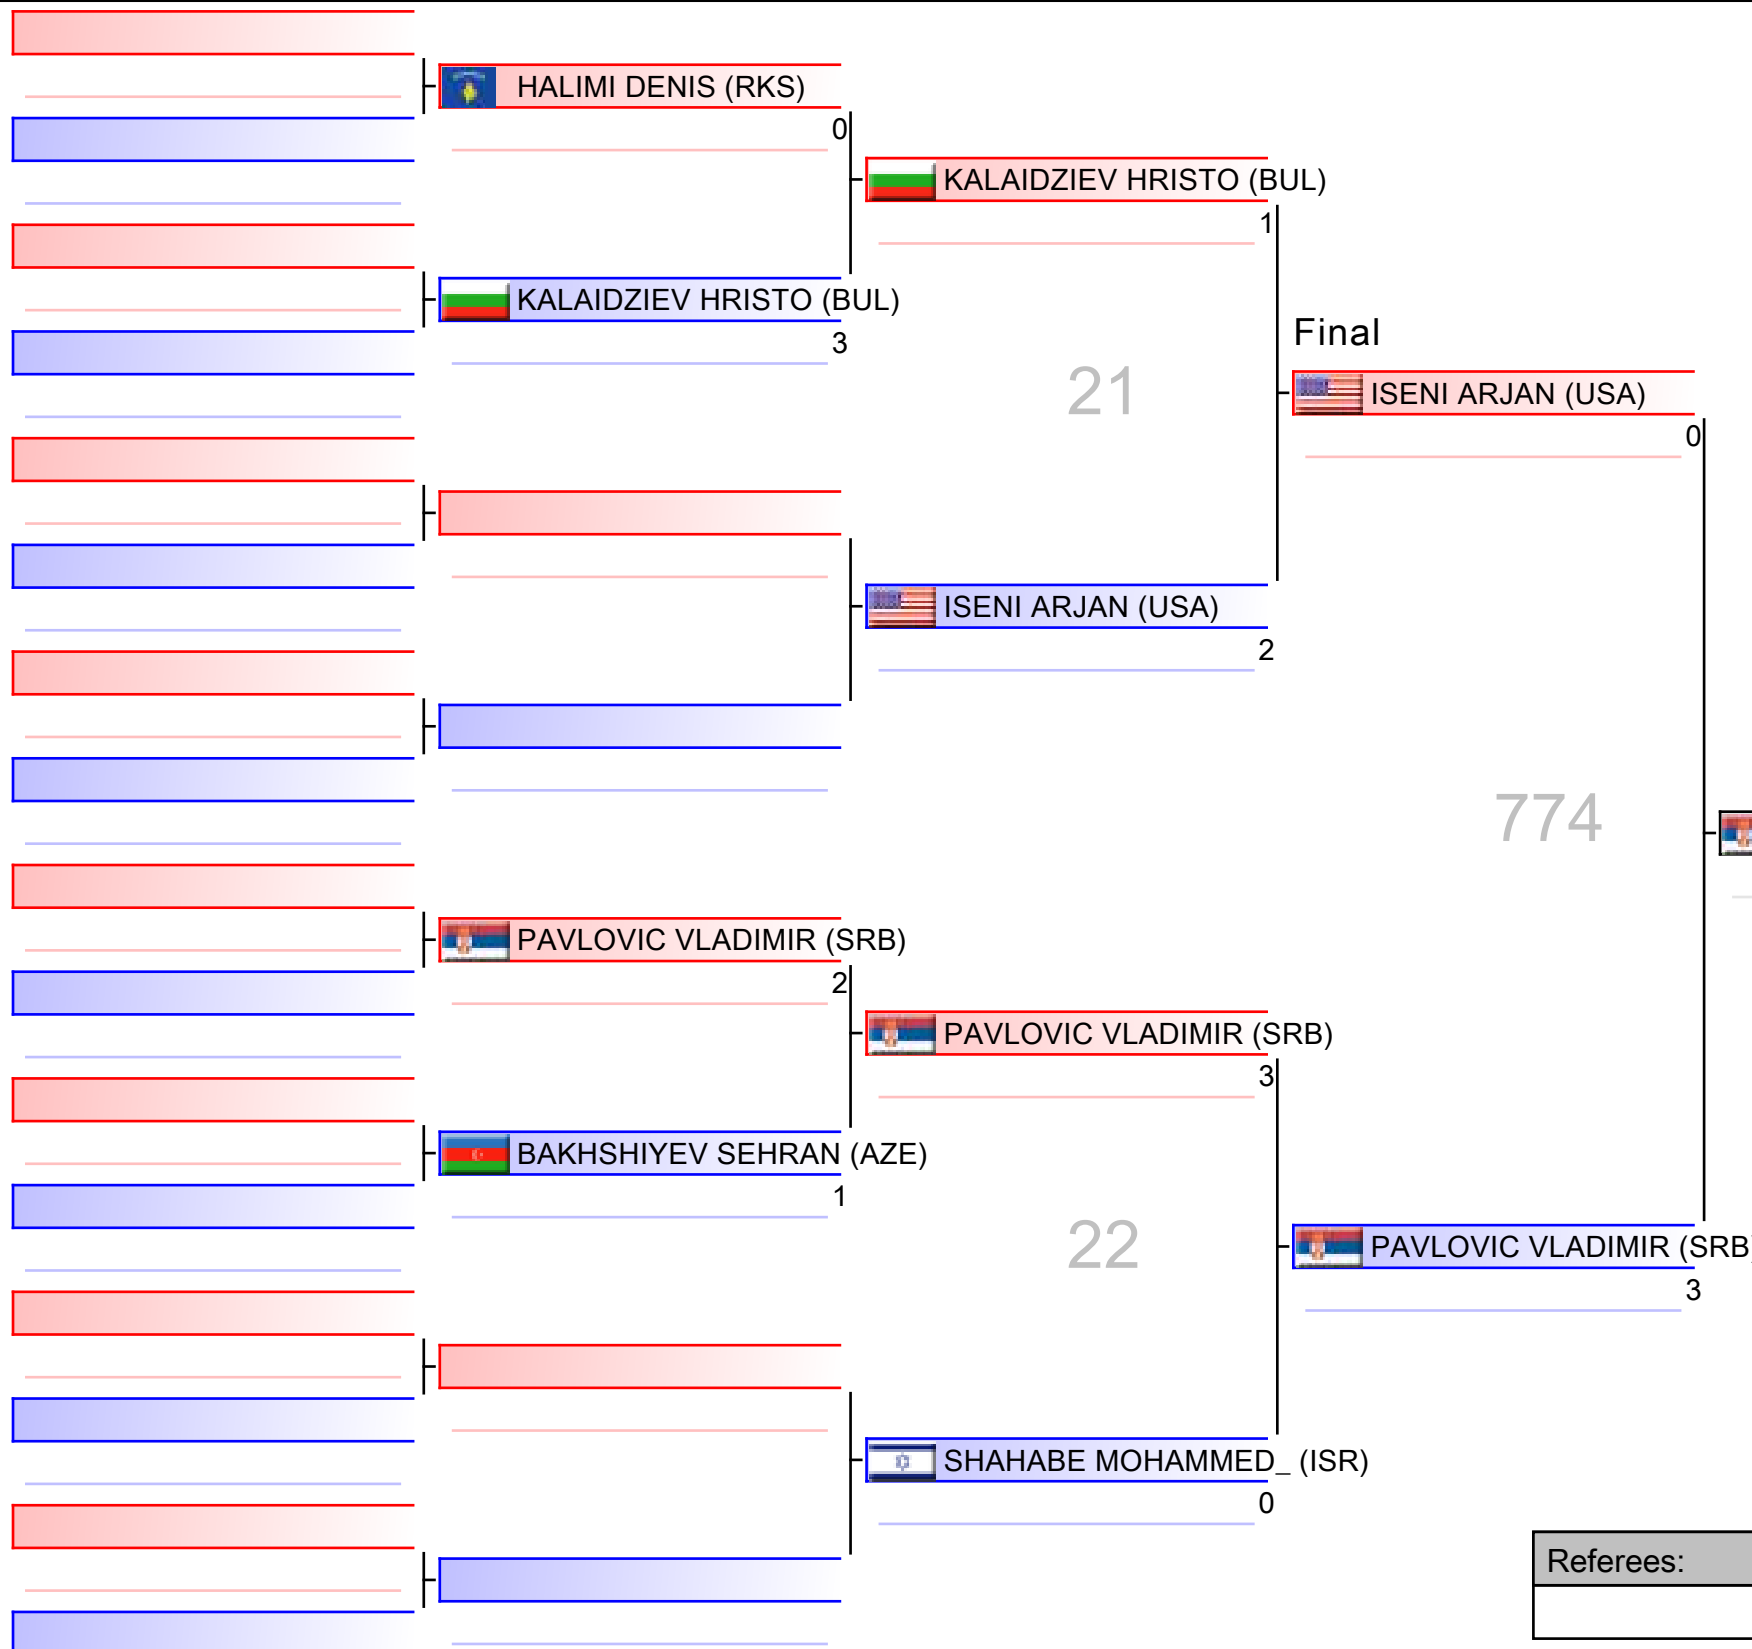 HALIMI DENIS (RKS)
0
KALAIDZIEV HRISTO (BUL)
1
KALAIDZIEV HRISTO (BUL)
3
Final
21
ISENI ARJAN (USA)
0
ISENI ARJAN (USA)
2
774
PAVLOVIC VLADIMIR (SRB)
2
PAVLOVIC VLADIMIR (SRB)
3
BAKHSHIYEV SEHRAN (AZE)
1
22
PAVLOVIC VLADIMIR (SRB)
3
SHAHABE MOHAMMED_ (ISR)
0
Referees: